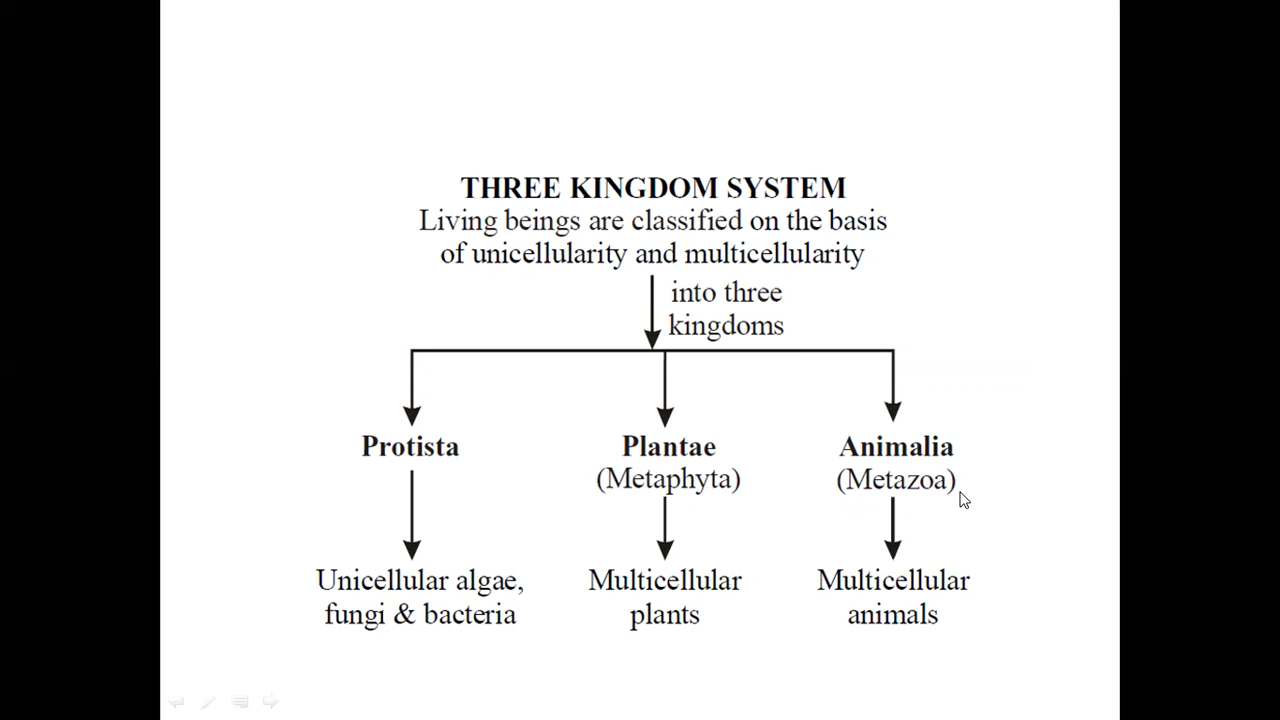 THREE KINGDOM SYSTEM
Living beings are classified on the basis
of unicellularity and multicellularity
into three
kingdoms
Protista
Plantae
Animalia
(Metaphyta)
(Metazoa)
Unicellular algae,
fungi & bacteria
Multicellular
plants
Multicellular
animals